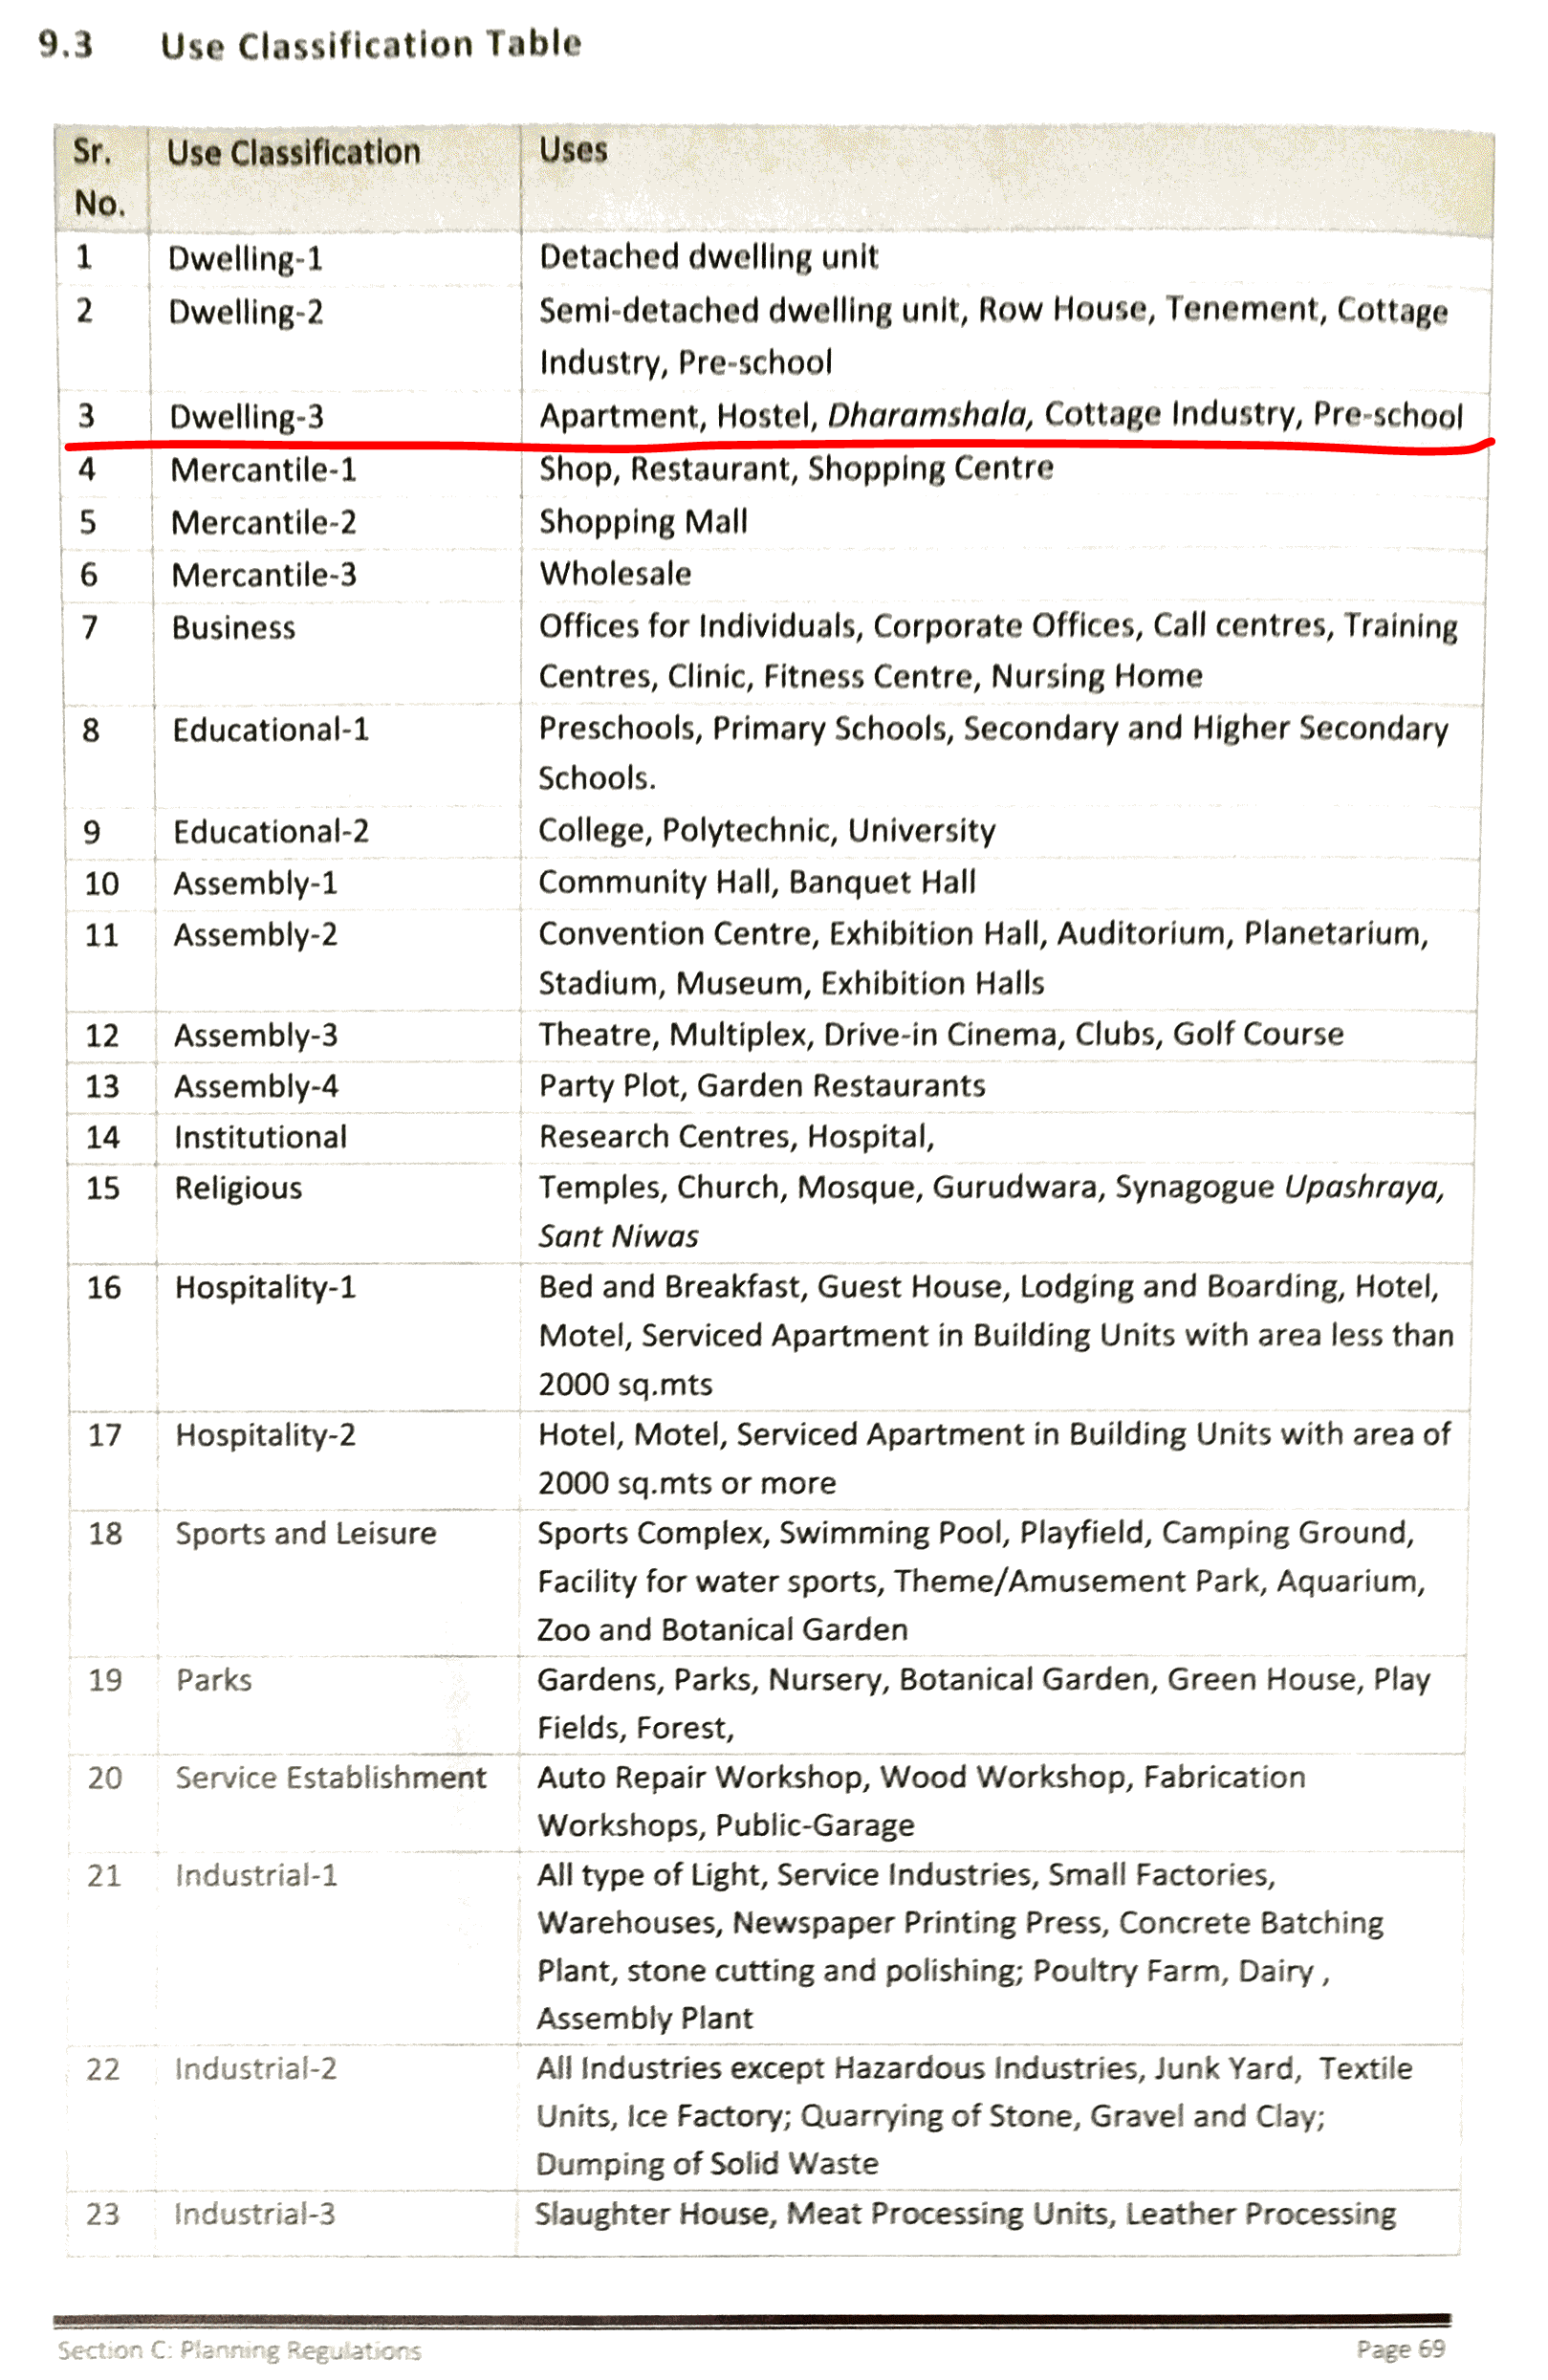 9.3 Use Classification Table
Sr. Use Classification Uses
No.
1 Dwelling-1 Detached dwelling unit
2 Dwelling-2 Semi-detached dwelling unit, Row House, Tenement, Cottage
Industry, Pre-school
3 Dwelling-3 Apartment, Hostel, Dharamshala, Cottage Industry, Pre-school
4 Mercantile-1 Shop, Restaurant, Shopping Centre
5 Mercantile-2 Shopping Mall
6 Mercantile-3 Wholesale
7 Business Offices for Individuals, Corporate Offices, Call centres, Training
Centres, Clinic, Fitness Centre, Nursing Home
8 Educational-1 Preschools, Primary Schools, Secondary and Higher Secondary
Schools.
9 Educational-2 College, Polytechnic, University
10 Assembly-1 Community Hall, Banquet Hall
11 Assembly-2 Convention Centre, Exhibition Hall, Auditorium, Planetarium,
Stadium, Museum, Exhibition Halls
12 Assembly-3 Theatre, Multiplex, Drive-in Cinema, Clubs, Golf Course
13 Assembly-4 Party Plot, Garden Restaurants
14 Institutional Research Centres, Hospital,
15 Religious Temples, Church, Mosque, Gurudwara, Synagogue Upashraya,
Sant Niwas
16 Hospitality-1 Bed and Breakfast, Guest House, Lodging and Boarding, Hotel,
Motel, Serviced Apartment in Building Units with area less than
2000 sq.mts
17 Hospitality-2 Hotel, Motel, Serviced Apartment in Building Units with area of
2000 sq.mts or more
18 Sports and Leisure Sports Complex, Swimming Pool, Playfield, Camping Ground,
Facility for water sports, Theme/Amusement Park, Aquarium,
Zoo and Botanical Garden
19 Parks Gardens, Parks, Nursery, Botanical Garden, Green House, Play
Fields, Forest,
20 Service Establishment Auto Repair Workshop, Wood Workshop, Fabrication
Workshops, Public-Garage
21 Industrial-1 All type of Light, Service Industries, Small Factories,
Warehouses, Newspaper Printing Press, Concrete Batching
Plant, stone cutting and polishing; Poultry Farm, Dairy ,
Assembly Plant
22 Industrial-2 All Industries except Hazardous Industries, Junk Yard, Textile
Units, Ice Factory; Quarrying of Stone, Gravel and Clay;
Dumping of Solid Waste
23 Industrial-3 Slaughter House, Meat Processing Units, Leather Processing
Section C: Planning Regulations Page 69